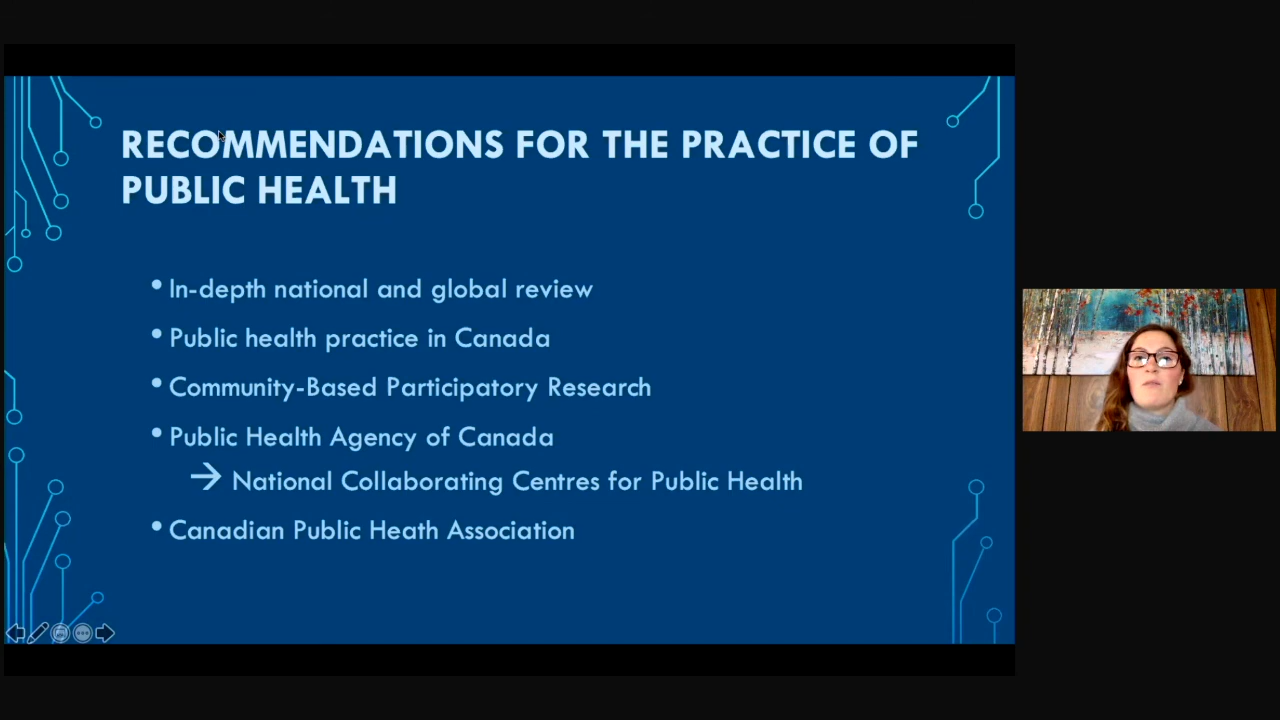 RECOMMENDATIONS FOR THE PRACTICE OF
PUBLIC HEALTH
• In-depth national and global review
• Public health practice in Canada
• Community-Based Participatory Research
• Public Health Agency of Canada
→ National Collaborating Centres for Public Health
• Canadian Public Heath Association